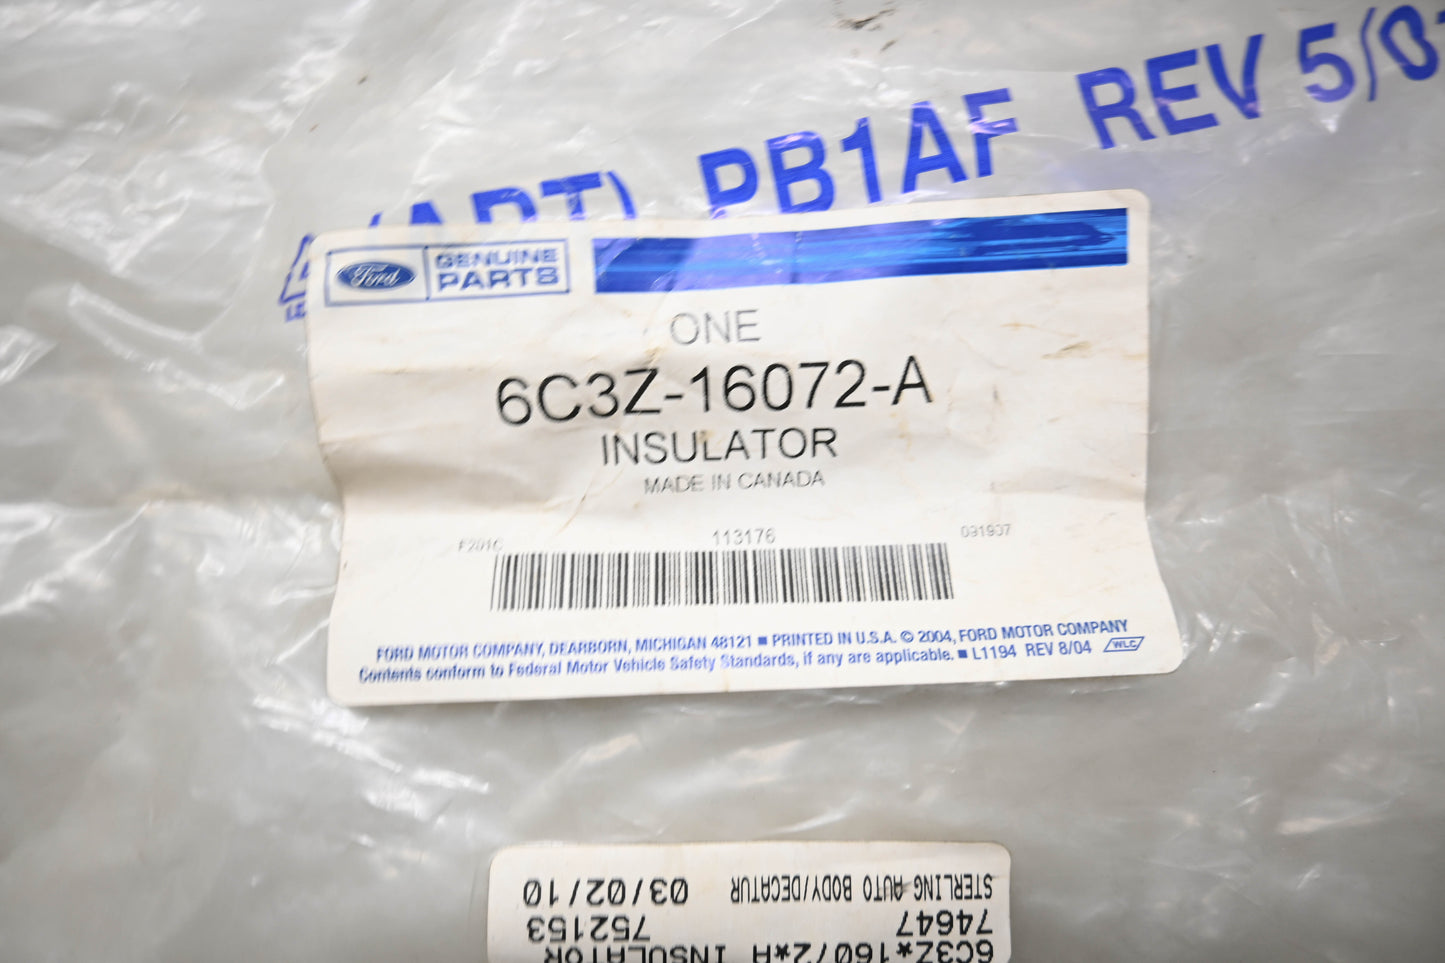 PB1AF REV 5/0
Ford GENUINE PARTS
ONE
6C3Z-16072-A
INSULATOR
MADE IN CANADA
F201C 113176 091907
FORD MOTOR COMPANY, DEARBORN, MICHIGAN 48121 ■ PRINTED IN U.S.A. © 2004, FORD MOTOR COMPANY
Contents conform to Federal Motor Vehicle Safety Standards, if any are applicable. ■ L1194 REV 8/04 WLC
6C3Z*16072*A INSULATOR
74647 752153
STERLING AUTO BODY/DECATUR 03/02/10